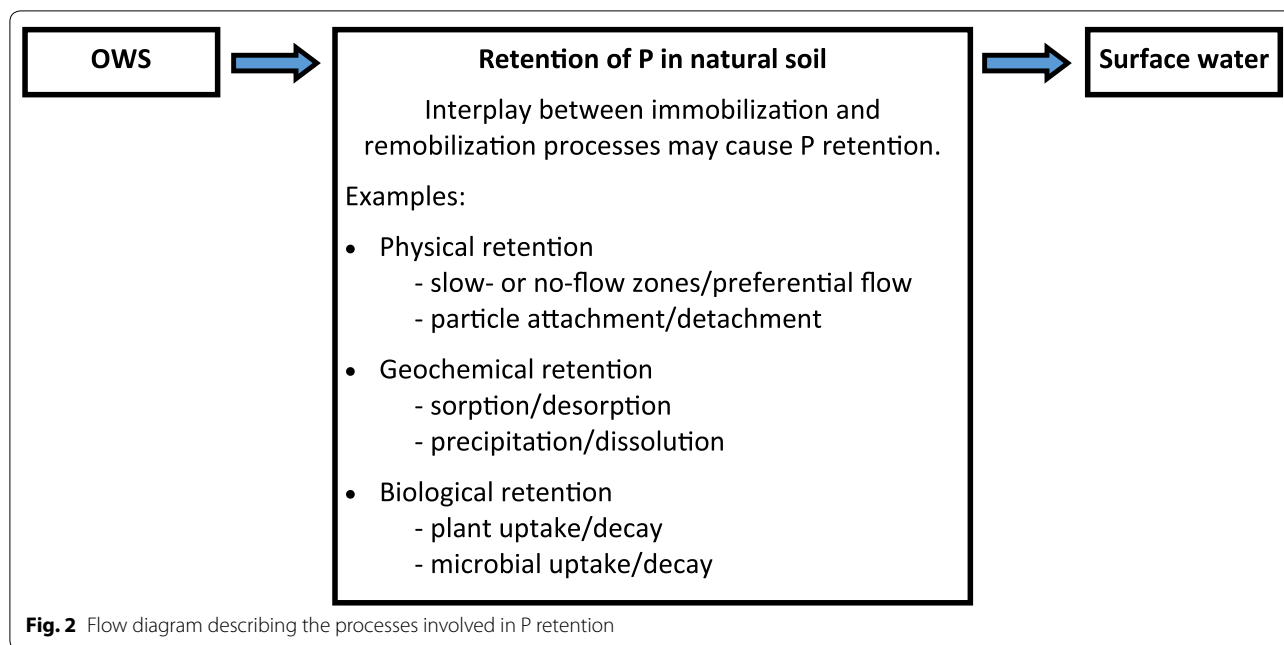 OWS
Retention of P in natural soil
Interplay between immobilization and
remobilization processes may cause P retention.
Examples:
• Physical retention
- slow- or no-flow zones/preferential flow
- particle attachment/detachment
• Geochemical retention
- sorption/desorption
- precipitation/dissolution
• Biological retention
- plant uptake/decay
- microbial uptake/decay
Surface water
Fig. 2 Flow diagram describing the processes involved in P retention